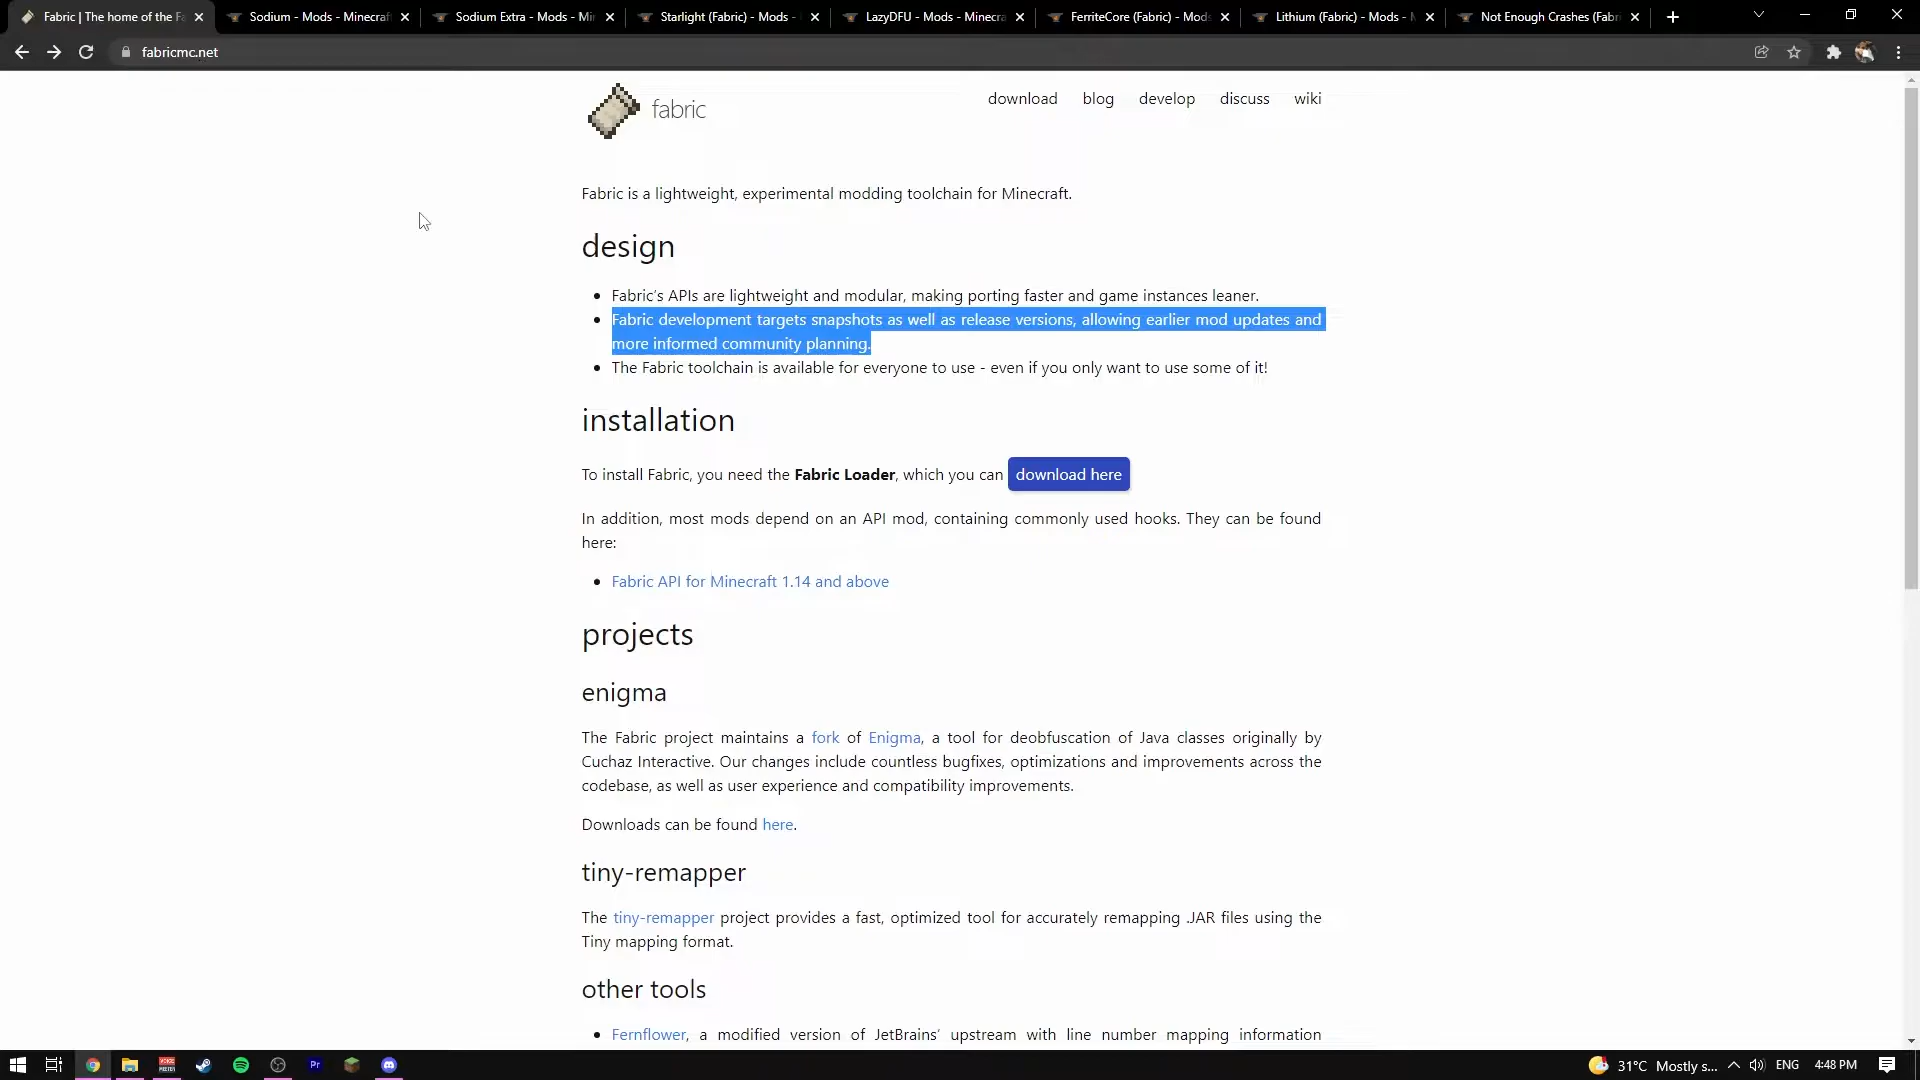 Fabric | The home of the Fa
Sodium - Mods - Minecraf
Sodium Extra - Mods - Mi
Starlight (Fabric) - Mods -
LazyDFU - Mods - Minecra
FerriteCore (Fabric) - Mods
Lithium (Fabric) - Mods - M
Not Enough Crashes (Fabr
fabricmc.net
fabric
download blog develop discuss wiki
Fabric is a lightweight, experimental modding toolchain for Minecraft.
design
Fabric's APIs are lightweight and modular, making porting faster and game instances leaner.
Fabric development targets snapshots as well as release versions, allowing earlier mod updates and
more informed community planning.
The Fabric toolchain is available for everyone to use - even if you only want to use some of it!
installation
To install Fabric, you need the Fabric Loader, which you can download here
In addition, most mods depend on an API mod, containing commonly used hooks. They can be found
here:
Fabric API for Minecraft 1.14 and above
projects
enigma
The Fabric project maintains a fork of Enigma, a tool for deobfuscation of Java classes originally by
Cuchaz Interactive. Our changes include countless bugfixes, optimizations and improvements across the
codebase, as well as user experience and compatibility improvements.
Downloads can be found here.
tiny-remapper
The tiny-remapper project provides a fast, optimized tool for accurately remapping .JAR files using the
Tiny mapping format.
other tools
Fernflower, a modified version of JetBrains' upstream with line number mapping information
Pr
31°C Mostly s... ENG 4:48 PM